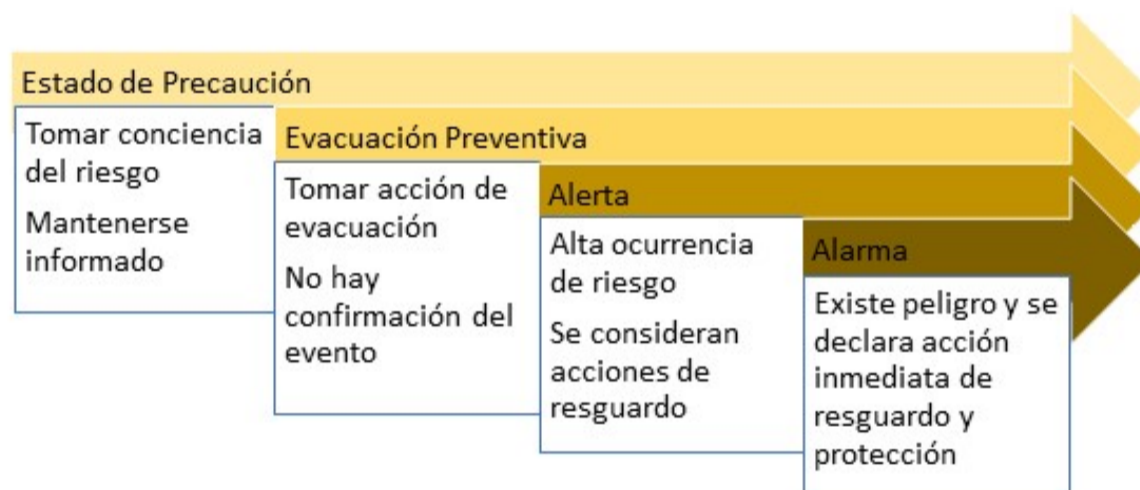 Estado de Precaución
Tomar conciencia
del riesgo
Mantenerse
informado
Evacuación Preventiva
Tomar acción de
evacuación
No hay
confirmación del
evento
Alerta
Alta ocurrencia
de riesgo
Se consideran
acciones de
resguardo
Alarma
Existe peligro y se
declara acción
inmediata de
resguardo y
protección